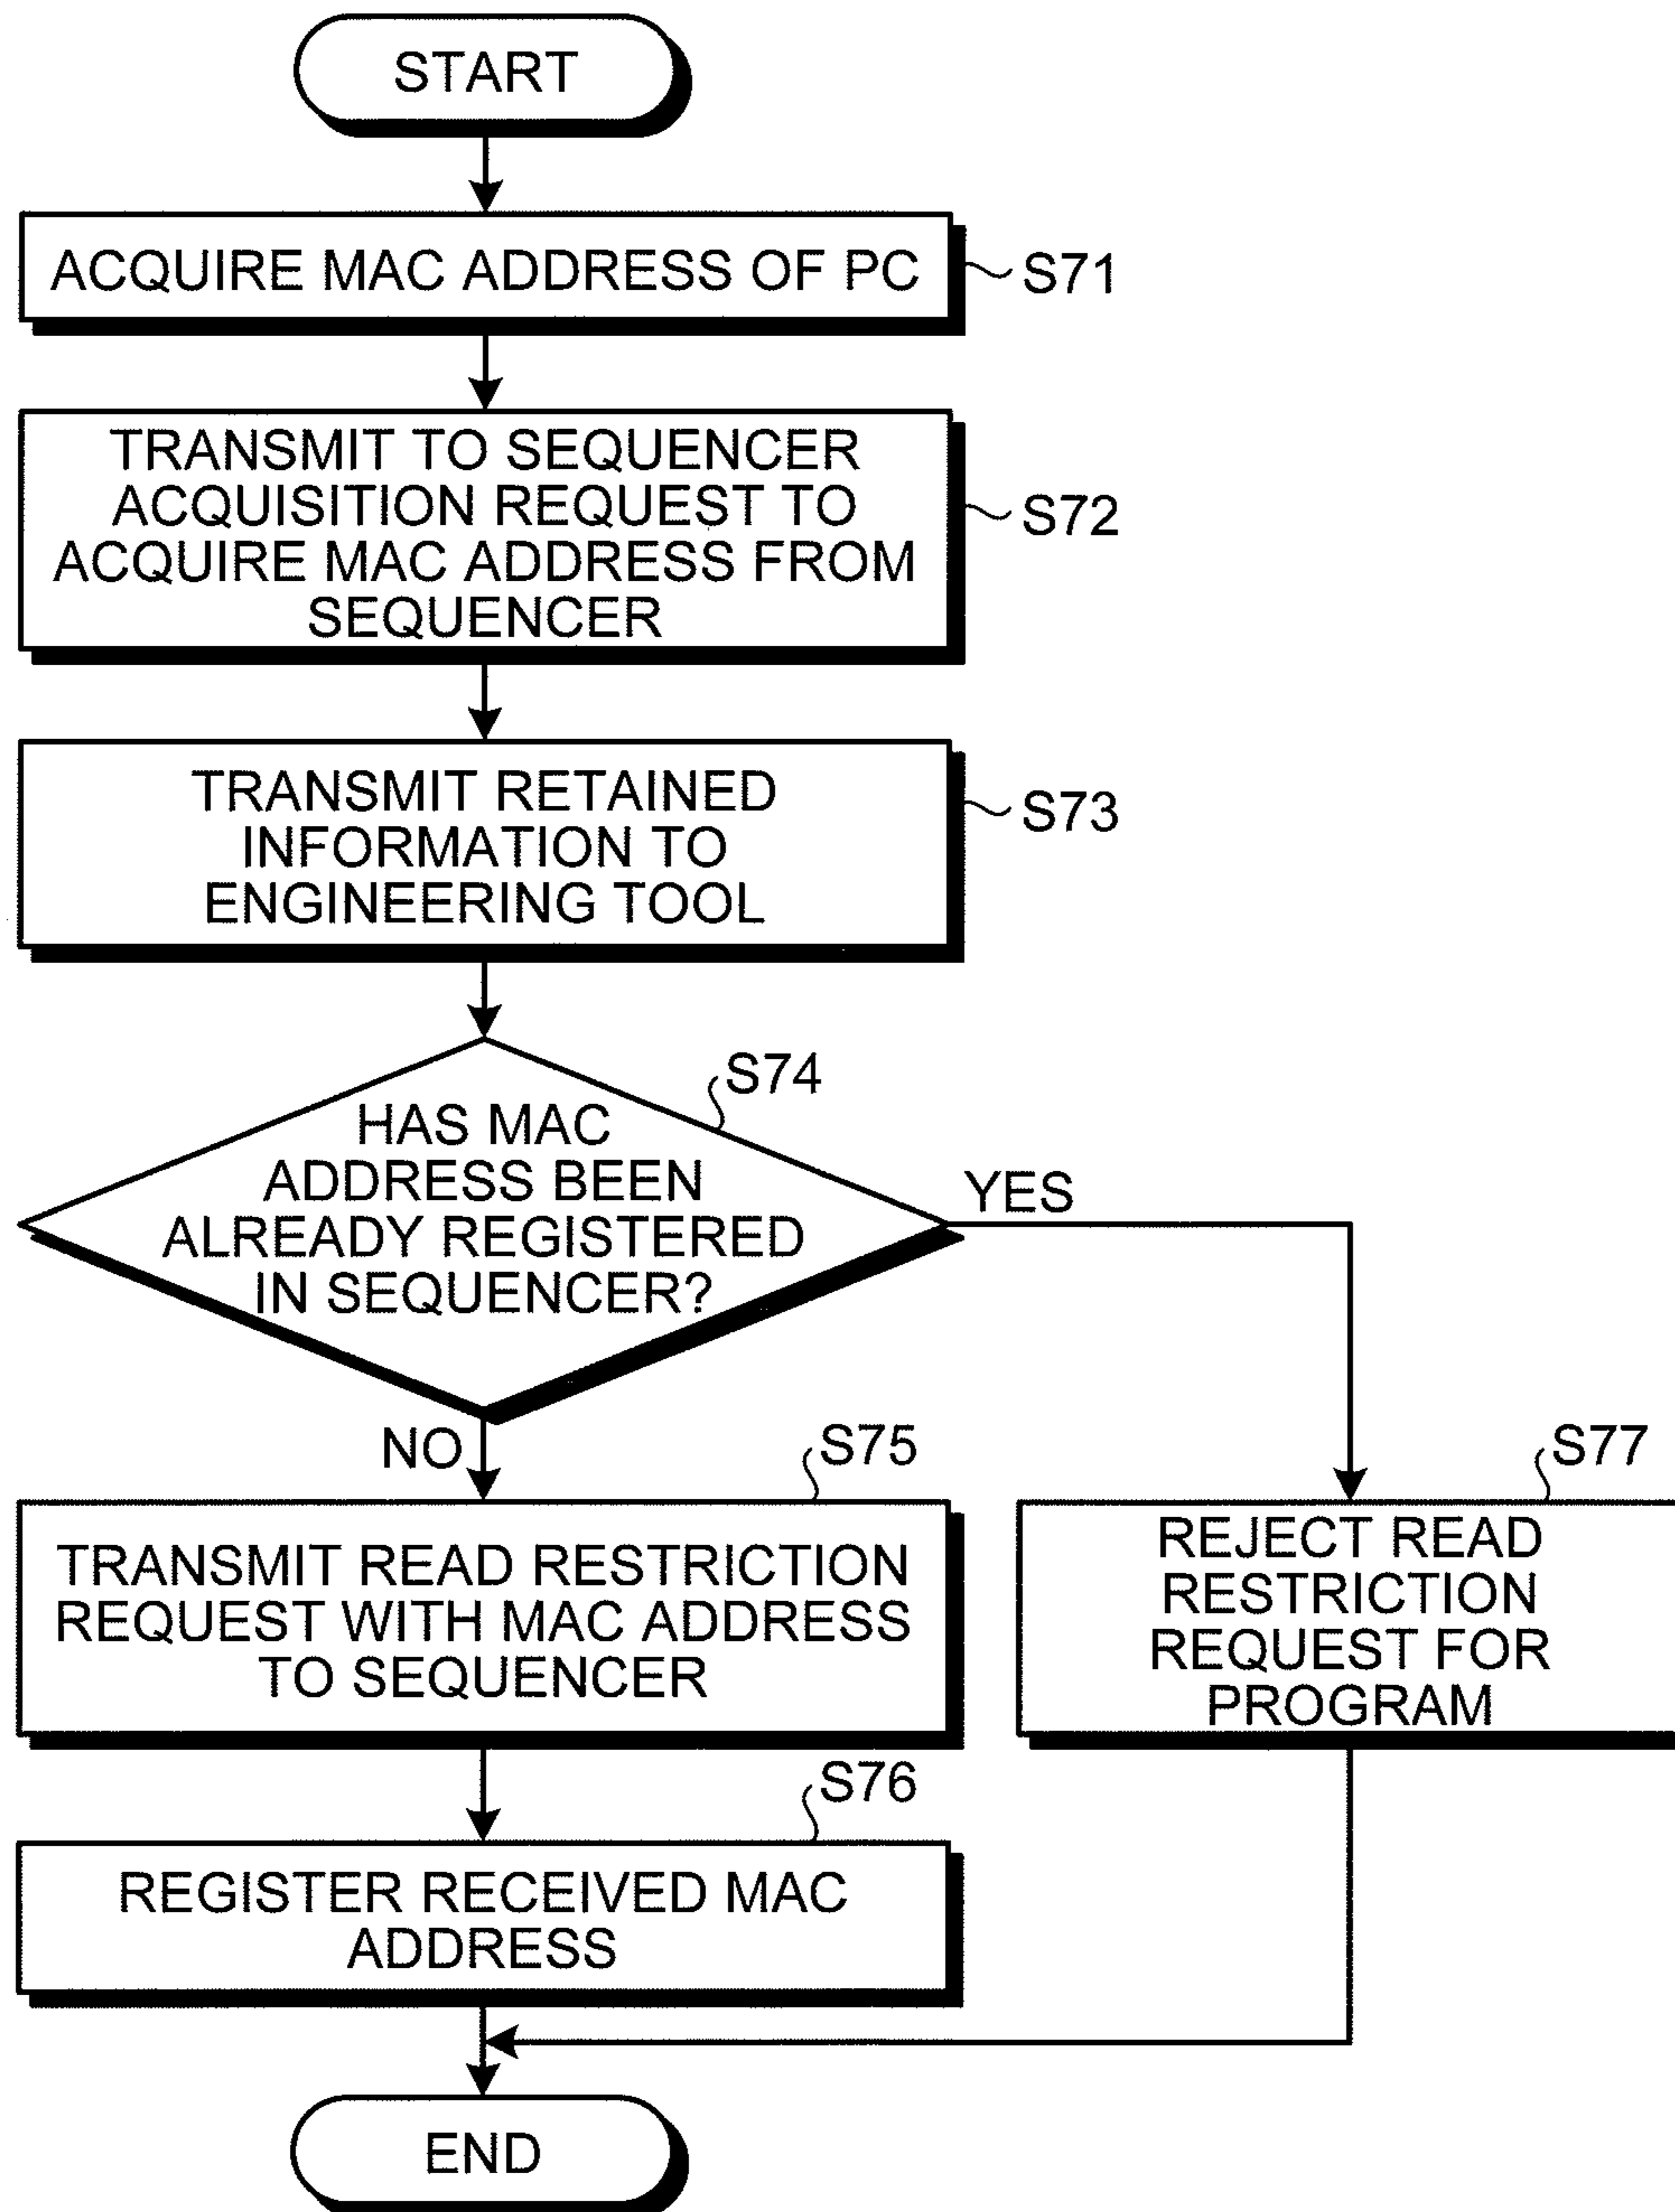 START
ACQUIRE MAC ADDRESS OF PC
S71
TRANSMIT TO SEQUENCER
ACQUISITION REQUEST TO
ACQUIRE MAC ADDRESS FROM
SEQUENCER
S72
TRANSMIT RETAINED
INFORMATION TO
ENGINEERING TOOL
S73
S74
HAS MAC
ADDRESS BEEN
ALREADY REGISTERED
IN SEQUENCER?
YES
NO
S75
TRANSMIT READ RESTRICTION
REQUEST WITH MAC ADDRESS
TO SEQUENCER
S77
REJECT READ
RESTRICTION
REQUEST FOR
PROGRAM
S76
REGISTER RECEIVED MAC
ADDRESS
END